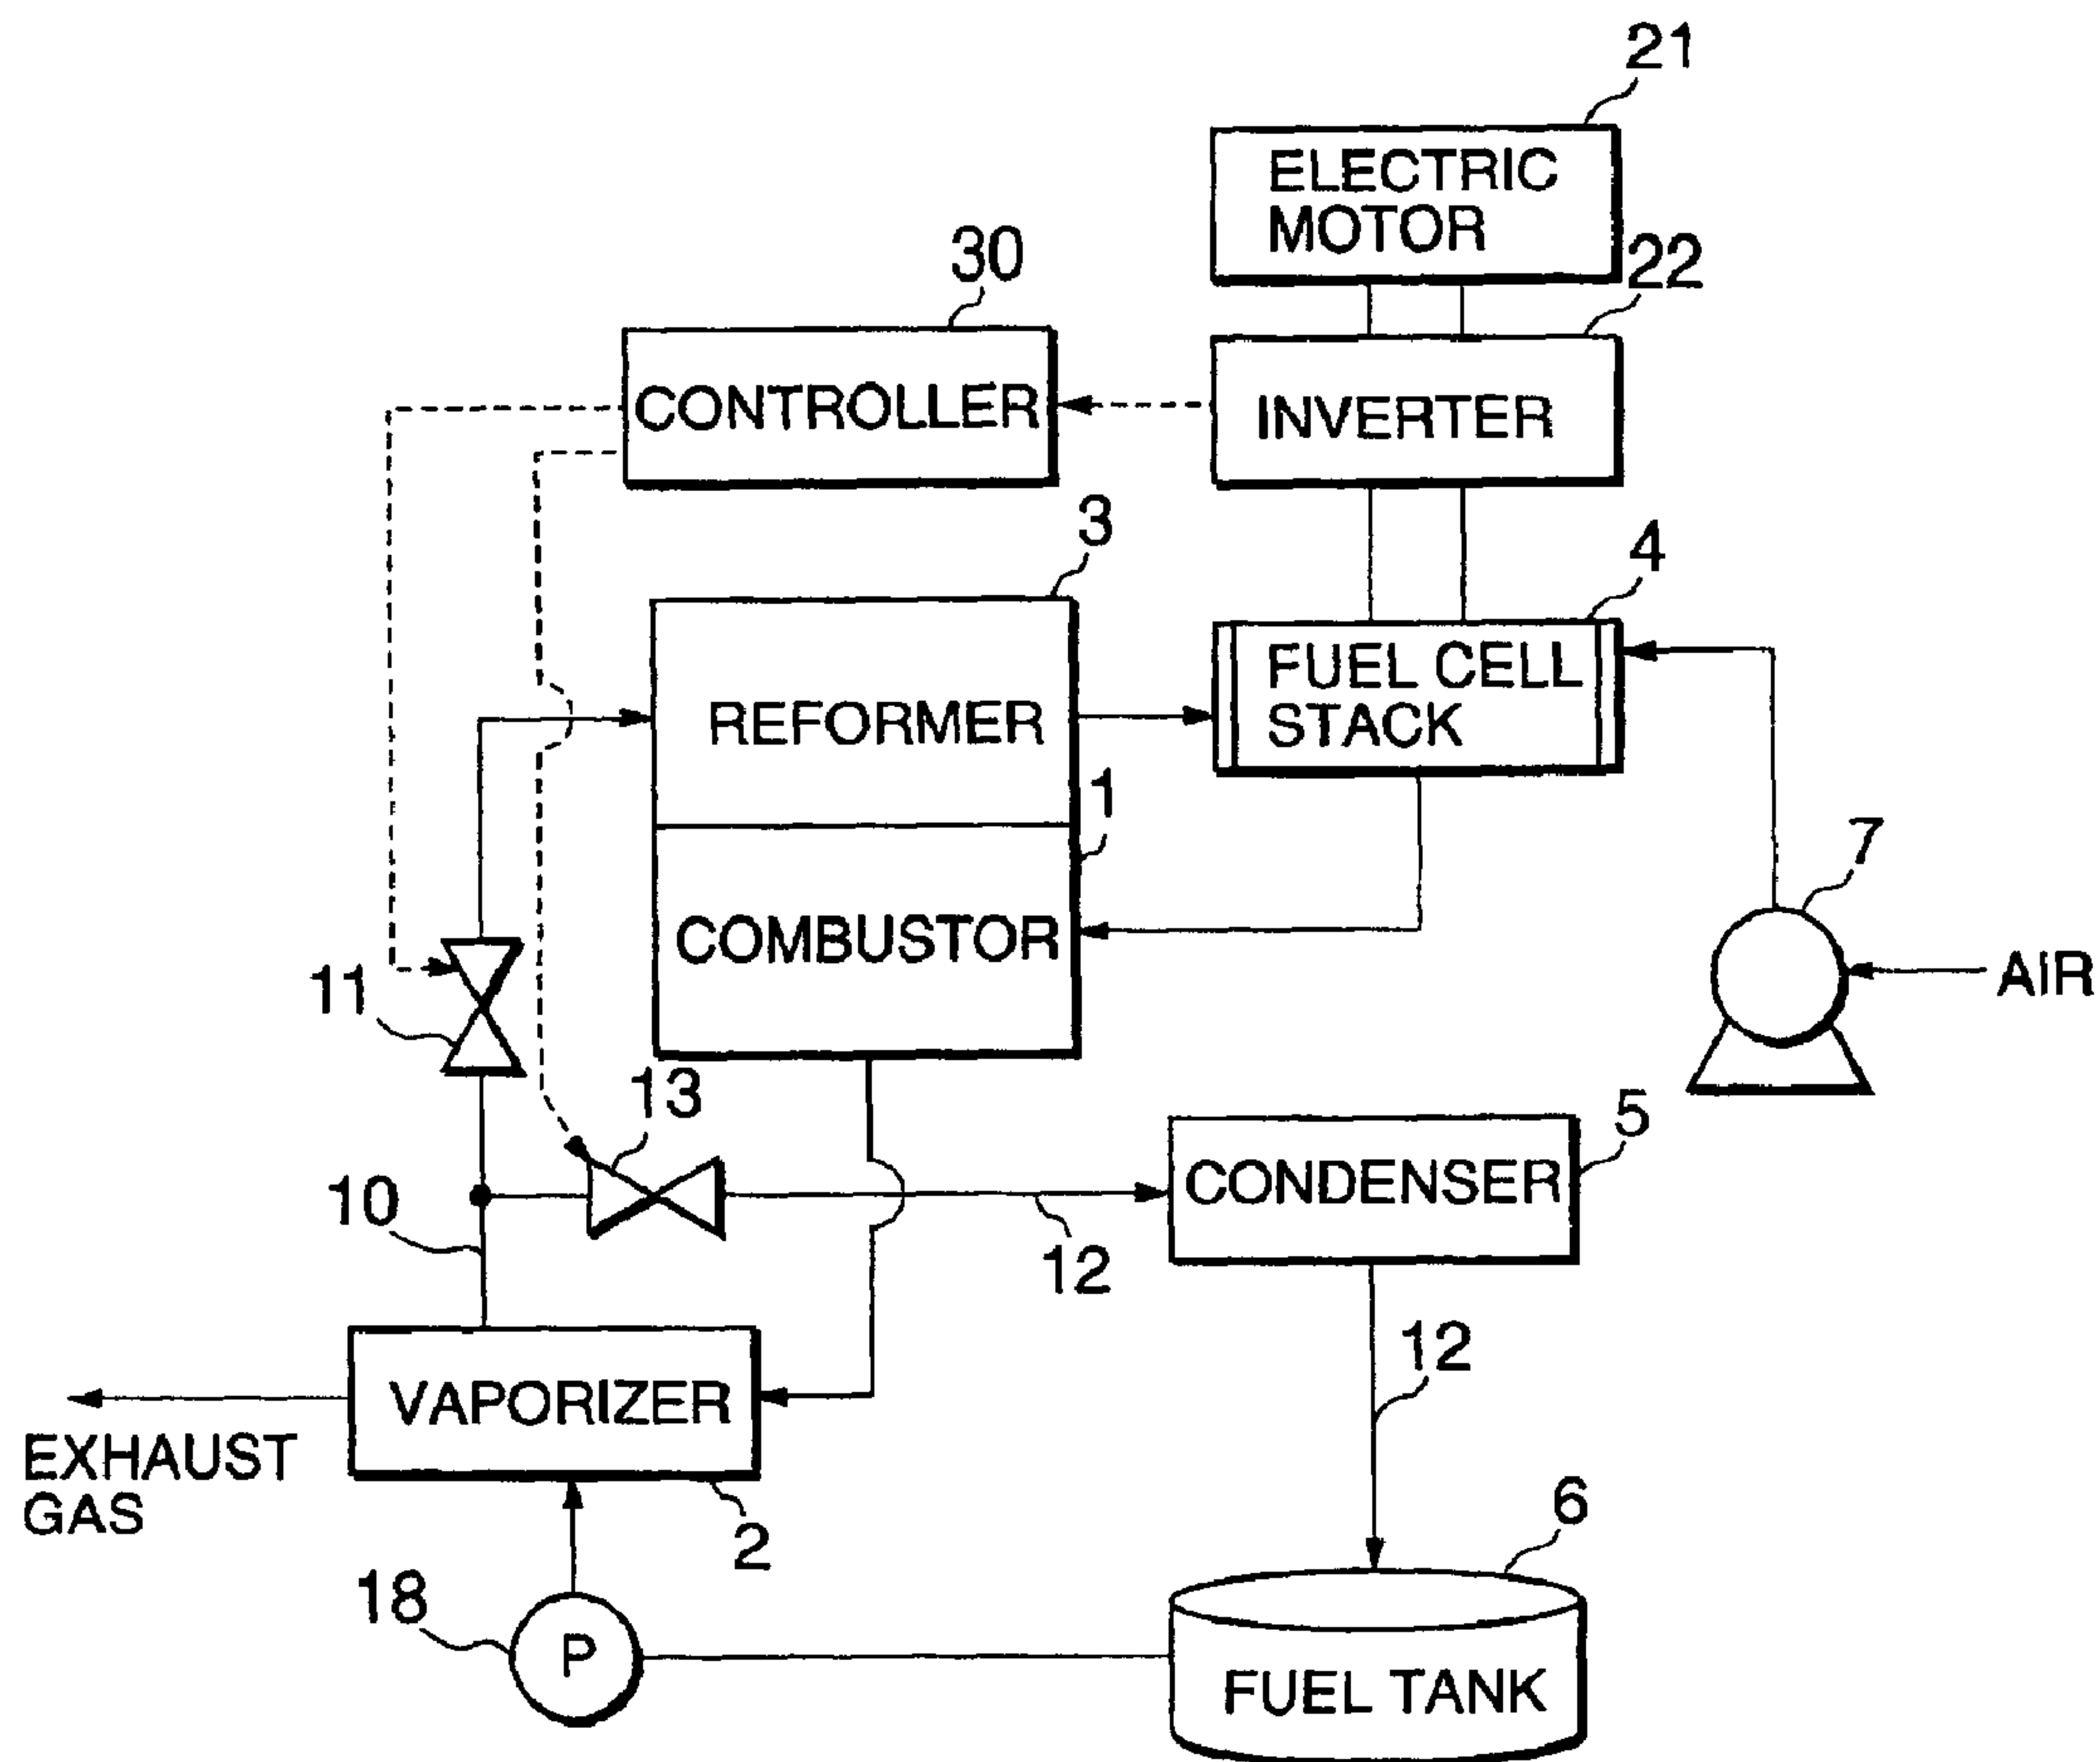 21
ELECTRIC
MOTOR
22
30
CONTROLLER
INVERTER
3
4
REFORMER
FUEL CELL
STACK
1
7
COMBUSTOR
AIR
11
13
5
CONDENSER
10
12
12
VAPORIZER
EXHAUST
GAS
2
6
18
P
FUEL TANK